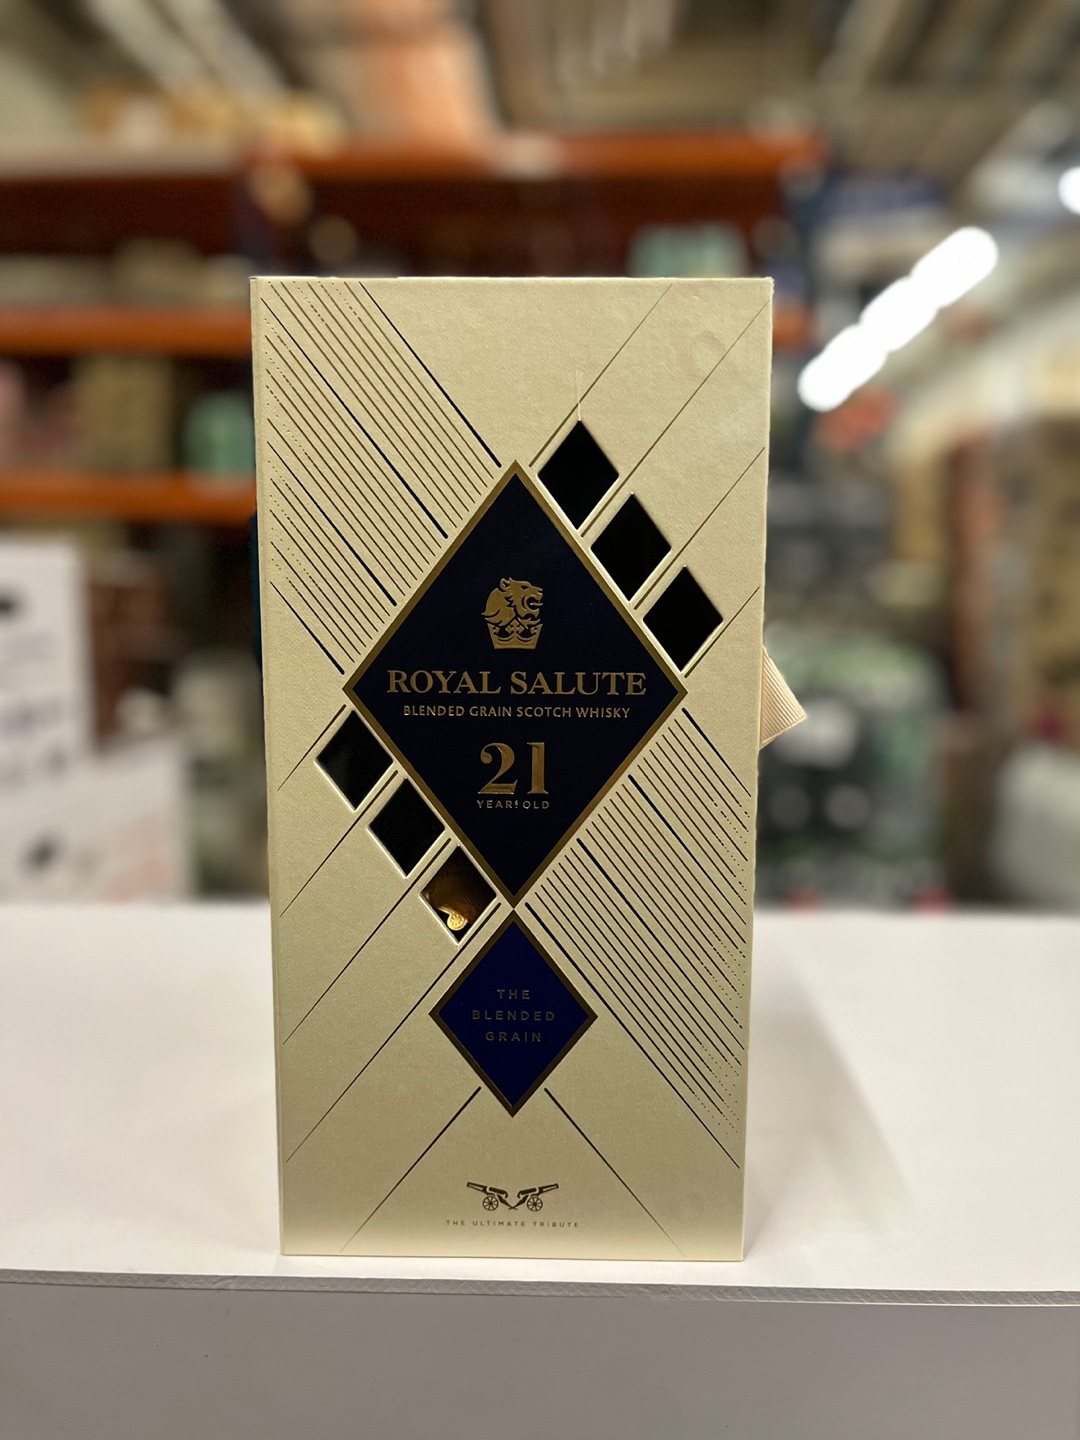 ROYAL SALUTE
BLENDED GRAIN SCOTCH WHISKY
21
YEARS OLD
THE
BLENDED
GRAIN
THE ULTIMATE TRIBUTE